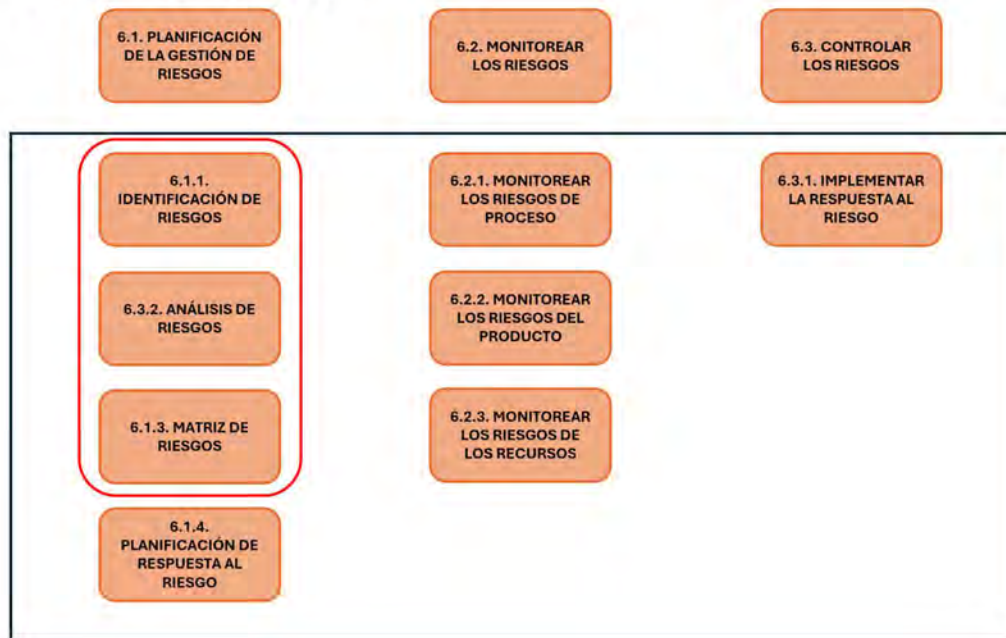 6.1. PLANIFICACIÓN
DE LA GESTIÓN DE
RIESGOS
6.2. MONITOREAR
LOS RIESGOS
6.3. CONTROLAR
LOS RIESGOS
6.1.1.
IDENTIFICACIÓN DE
RIESGOS
6.2.1. MONITOREAR
LOS RIESGOS DE
PROCESO
6.3.1. IMPLEMENTAR
LA RESPUESTA AL
RIESGO
6.3.2. ANÁLISIS DE
RIESGOS
6.2.2. MONITOREAR
LOS RIESGOS DEL
PRODUCTO
6.1.3. MATRIZ DE
RIESGOS
6.2.3. MONITOREAR
LOS RIESGOS DE
LOS RECURSOS
6.1.4.
PLANIFICACIÓN DE
RESPUESTA AL
RIESGO